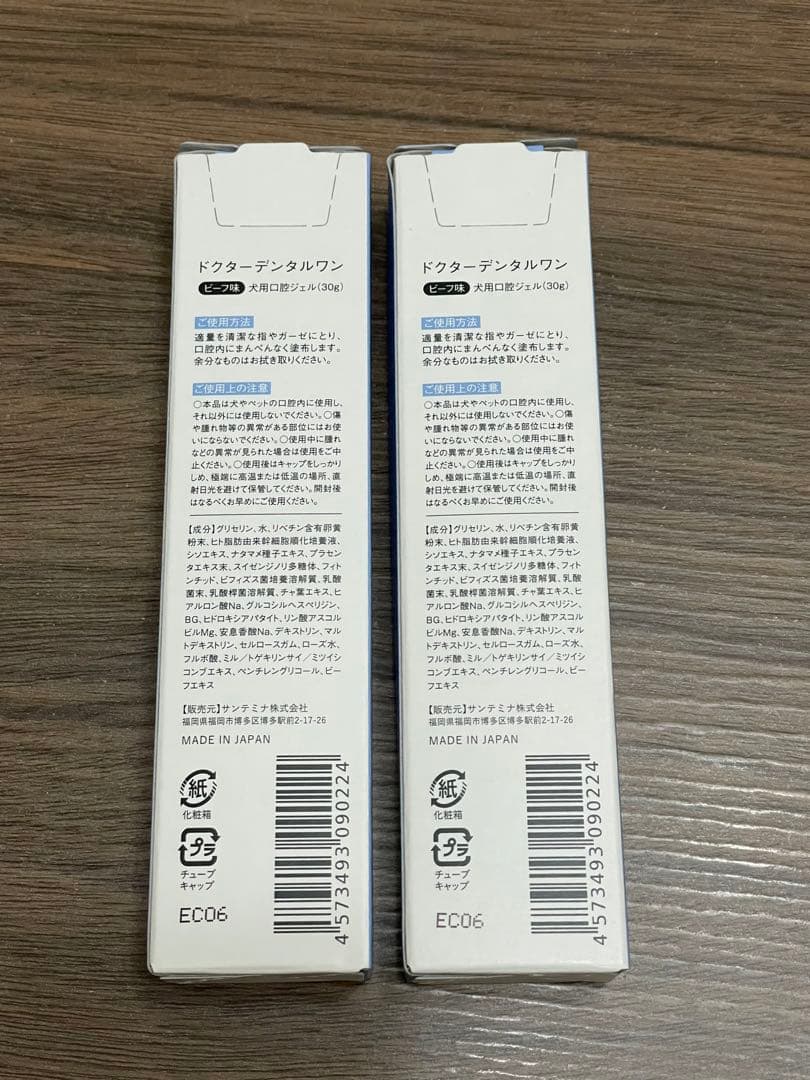 ドクターデンタルワン
ビーフ味 犬用口腔ジェル(30g)
ご使用方法
適量を清潔な指やガーゼにとり、
口腔内にまんべんなく塗布します。
余分なものはお拭き取りください。
ご使用上の注意
○本品は犬やペットの口腔内に使用し、
それ以外には使用しないでください。○傷
や腫れ物等の異常がある部位にはお使
いにならないでください。○使用中に腫れ
などの異常が見られた場合は使用をご中
止ください。○使用後はキャップをしっかり
しめ、極端に高温または低温の場所、直
射日光を避けて保管してください。開封後
はなるべくお早めにご使用ください。
【成分】グリセリン、水、リベチン含有卵黄
粉末、ヒト脂肪由来幹細胞順化培養液、
シソエキス、ナタマメ種子エキス、プラセン
タエキス末、スイゼンジノリ多糖体、フィト
ンチッド、ビフィズス菌培養溶解質、乳酸
菌末、乳酸桿菌溶解質、チャ葉エキス、ヒ
アルロン酸Na、グルコシルヘスペリジン、
BG、ヒドロキシアパタイト、リン酸アスコル
ビルMg、安息香酸Na、デキストリン、マル
トデキストリン、セルロースガム、ローズ水、
フルボ酸、ミル／トゲキリンサイ／ミツイシ
コンブエキス、ペンチレングリコール、ビー
フエキス
【販売元】サンテミナ株式会社
福岡県福岡市博多区博多駅前2-17-26
MADE IN JAPAN
紙
化粧箱
プラ
チューブ
キャップ
EC06
4573493090224
ドクターデンタルワン
ビーフ味 犬用口腔ジェル(30g)
ご使用方法
適量を清潔な指やガーゼにとり、
口腔内にまんべんなく塗布します。
余分なものはお拭き取りください。
ご使用上の注意
○本品は犬やペットの口腔内に使用し、
それ以外には使用しないでください。○傷
や腫れ物等の異常がある部位にはお使
いにならないでください。○使用中に腫れ
などの異常が見られた場合は使用をご中
止ください。○使用後はキャップをしっかり
しめ、極端に高温または低温の場所、直
射日光を避けて保管してください。開封後
はなるべくお早めにご使用ください。
【成分】グリセリン、水、リベチン含有卵黄
粉末、ヒト脂肪由来幹細胞順化培養液、
シソエキス、ナタマメ種子エキス、プラセン
タエキス末、スイゼンジノリ多糖体、フィト
ンチッド、ビフィズス菌培養溶解質、乳酸
菌末、乳酸桿菌溶解質、チャ葉エキス、ヒ
アルロン酸Na、グルコシルヘスペリジン、
BG、ヒドロキシアパタイト、リン酸アスコル
ビルMg、安息香酸Na、デキストリン、マル
トデキストリン、セルロースガム、ローズ水、
フルボ酸、ミル／トゲキリンサイ／ミツイシ
コンブエキス、ペンチレングリコール、ビー
フエキス
【販売元】サンテミナ株式会社
福岡県福岡市博多区博多駅前2-17-26
MADE IN JAPAN
紙
化粧箱
プラ
チューブ
キャップ
EC06
4573493090224